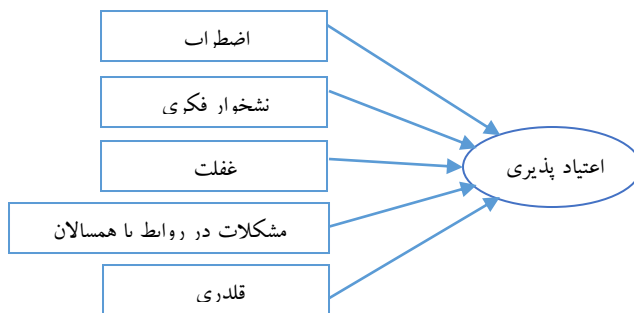 اضطراب
نشخوار فکری
غفلت
مشکلات در روابط با همسالان
قلدری
اعتیاد پذیری